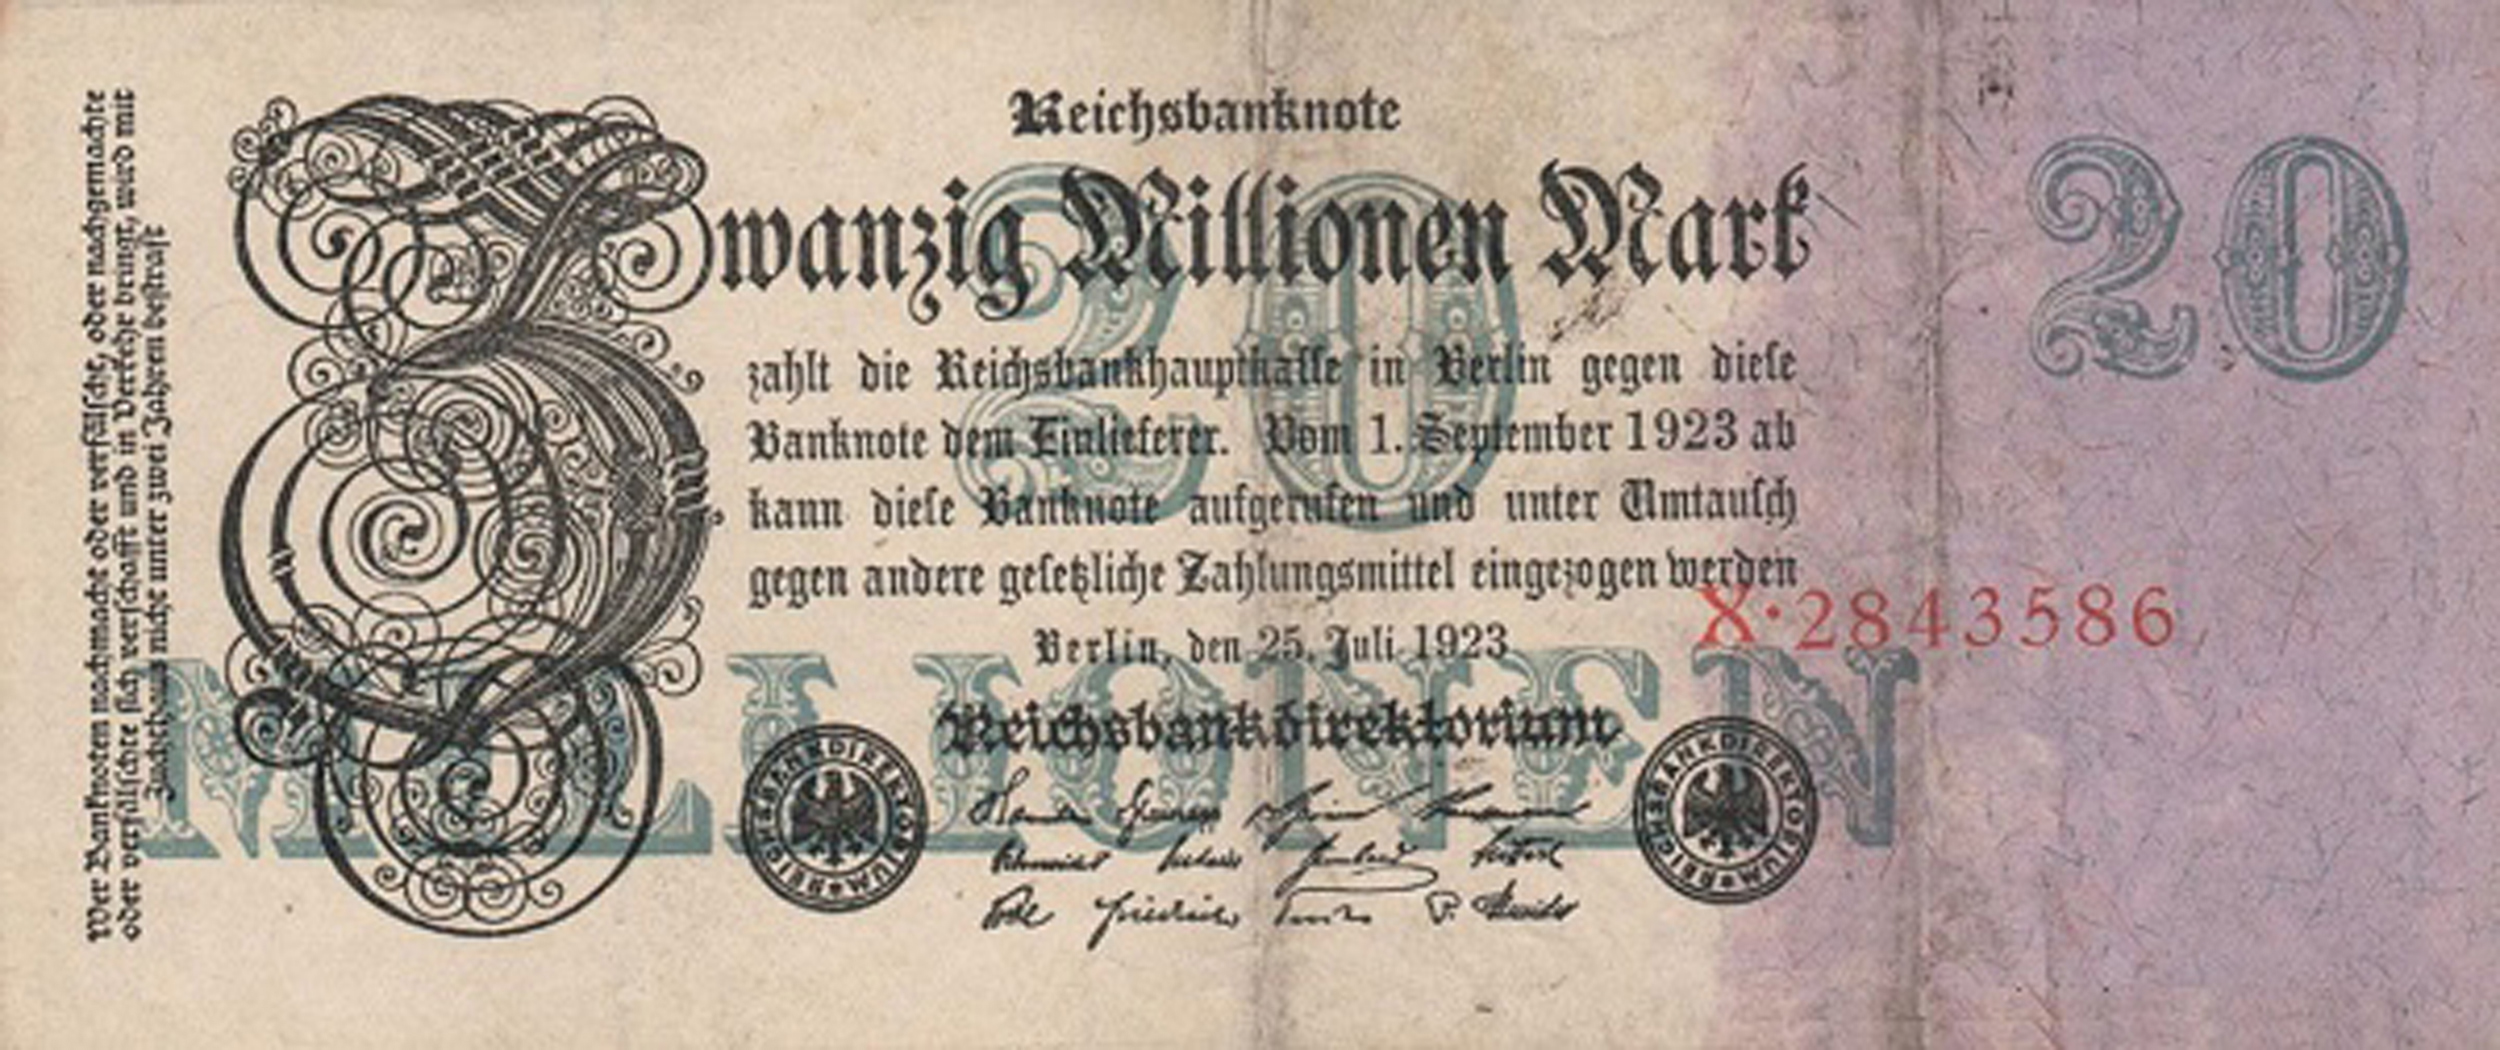 Reichsbanknote
Zwanzig Millionen Mark
20
20
zahlt die Reichsbankhauptkasse in Berlin gegen diese
Banknote dem Einlieferer. Vom 1. September 1923 ab
kann diese Banknote aufgerufen und unter Umtausch
gegen andere gesetzliche Zahlungsmittel eingezogen werden
X·2843586
Berlin, den 25. Juli 1923
MILLIONEN
Reichsbankdirektorium
REICHSBANKDIREKTORIUM
REICHSBANKDIREKTORIUM
Wer Banknoten nachmacht oder verfälscht, oder nachgemachte
oder verfälschte sich verschafft und in Verkehr bringt, wird mit
Zuchthaus nicht unter zwei Jahren bestraft